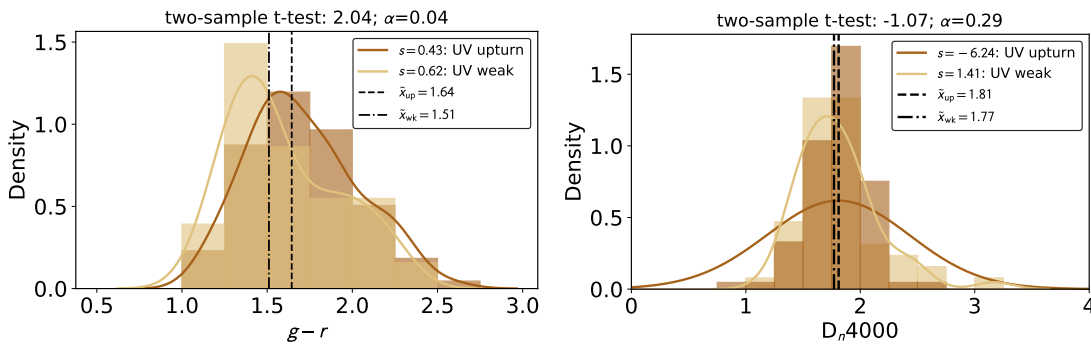 two-sample t-test: 2.04; α=0.04
1.5
1.0
0.5
0.0
Density
s=0.43: UV upturn
s=0.62: UV weak
x̃up=1.64
x̃wk=1.51
0.5 1.0 1.5 2.0 2.5 3.0
g−r
two-sample t-test: -1.07; α=0.29
1.5
1.0
0.5
0.0
Density
s=−6.24: UV upturn
s=1.41: UV weak
x̃up=1.81
x̃wk=1.77
0 1 2 3 4
Dn4000